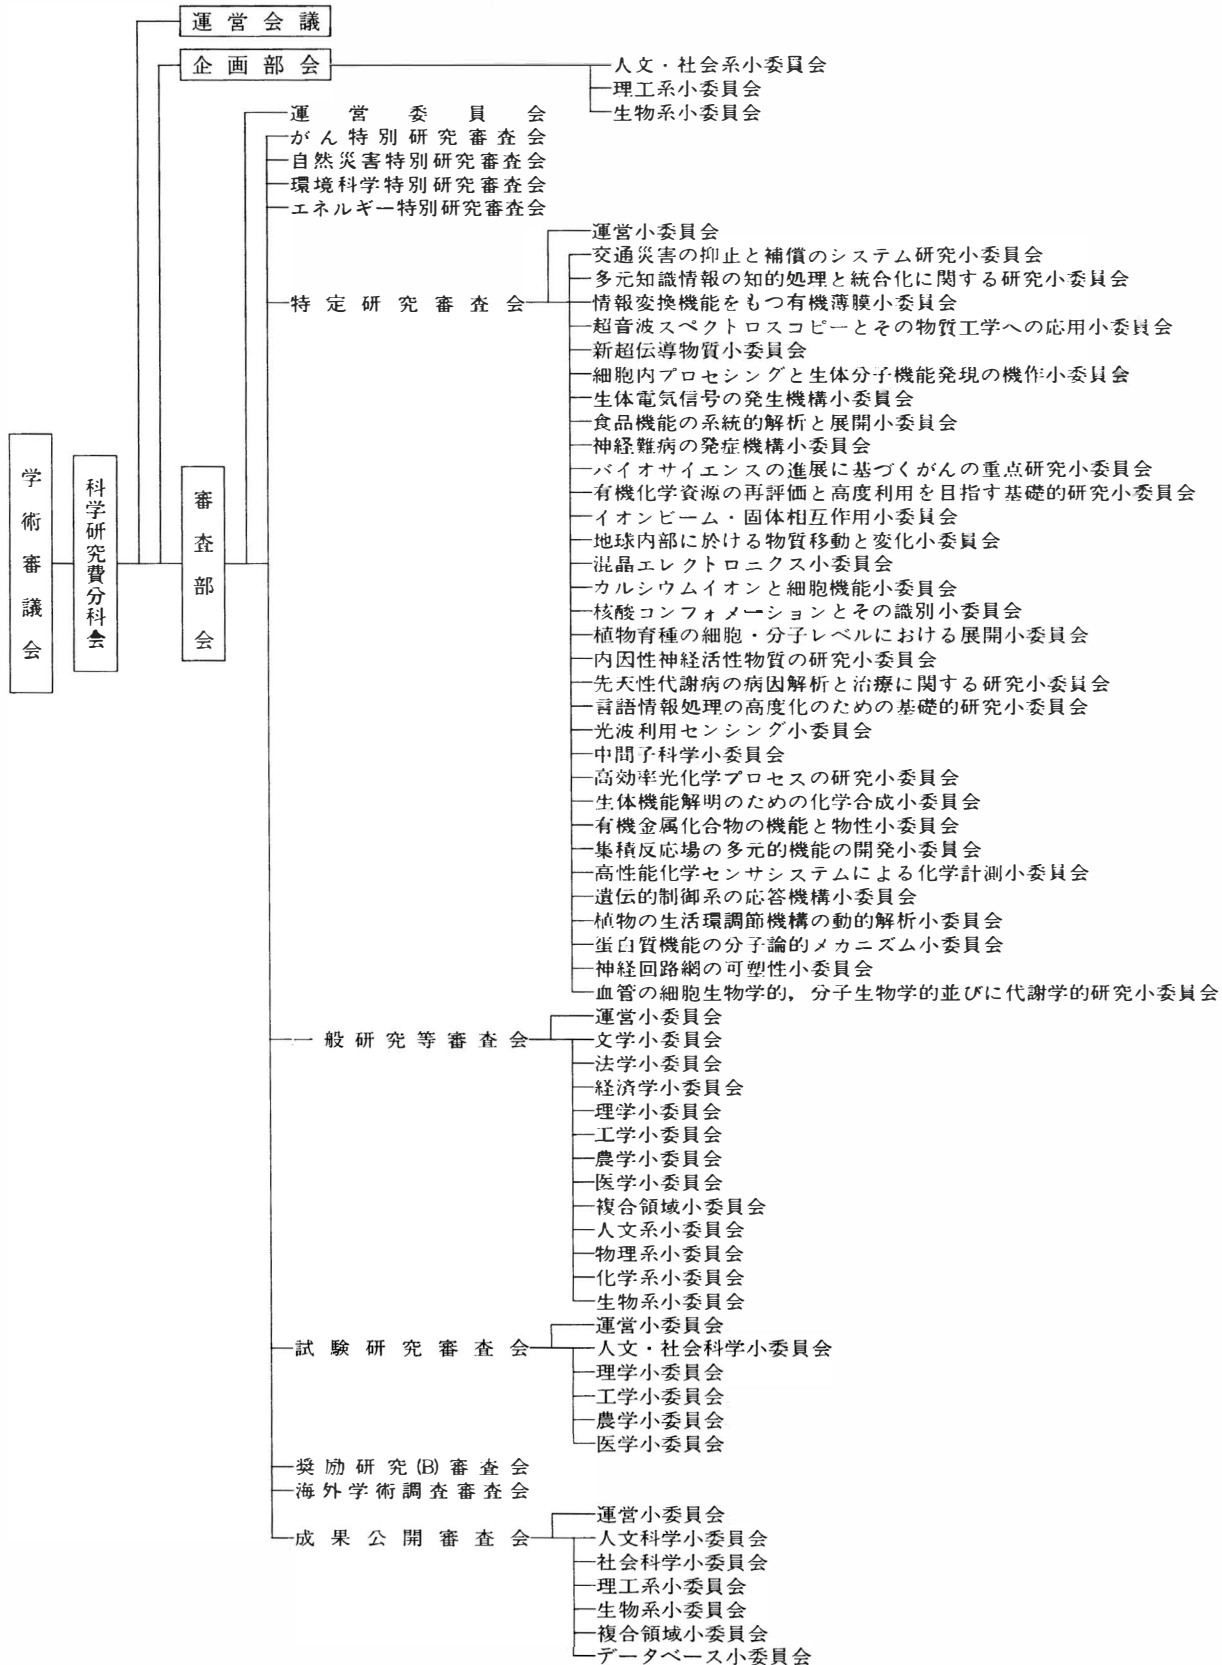 運営会議
企画部会
人文・社会系小委員会
理工系小委員会
生物系小委員会
運営委員会
がん特別研究審査会
自然災害特別研究審査会
環境科学特別研究審査会
エネルギー特別研究審査会
運営小委員会
交通災害の抑止と補償のシステム研究小委員会
多元知識情報の知的処理と統合化に関する研究小委員会
特定研究審査会
情報変換機能をもつ有機薄膜小委員会
超音波スペクトロスコピーとその物質工学への応用小委員会
新超伝導物質小委員会
細胞内プロセシングと生体分子機能発現の機作小委員会
生体電気信号の発生機構小委員会
食品機能の系統的解析と展開小委員会
神経難病の発症機構小委員会
バイオサイエンスの進展に基づくがんの重点研究小委員会
有機化学資源の再評価と高度利用を目指す基礎的研究小委員会
イオンビーム・固体相互作用小委員会
地球内部に於ける物質移動と変化小委員会
混晶エレクトロニクス小委員会
カルシウムイオンと細胞機能小委員会
核酸コンフォメーションとその識別小委員会
植物育種の細胞・分子レベルにおける展開小委員会
内因性神経活性物質の研究小委員会
先天性代謝病の病因解析と治療に関する研究小委員会
言語情報処理の高度化のための基礎的研究小委員会
光波利用センシング小委員会
中間子科学小委員会
高効率光化学プロセスの研究小委員会
生体機能解明のための化学合成小委員会
有機金属化合物の機能と物性小委員会
集積反応場の多元的機能の開発小委員会
高性能化学センサシステムによる化学計測小委員会
遺伝的制御系の応答機構小委員会
植物の生活環調節機構の動的解析小委員会
蛋白質機能の分子論的メカニズム小委員会
神経回路網の可塑性小委員会
血管の細胞生物学的，分子生物学的並びに代謝学的研究小委員会
学術審議会
科学研究費分科会
審査部会
運営小委員会
一般研究等審査会
文学小委員会
法学小委員会
経済学小委員会
理学小委員会
工学小委員会
農学小委員会
医学小委員会
複合領域小委員会
人文系小委員会
物理系小委員会
化学系小委員会
生物系小委員会
運営小委員会
試験研究審査会
人文・社会科学小委員会
理学小委員会
工学小委員会
農学小委員会
医学小委員会
奨励研究(B)審査会
海外学術調査審査会
運営小委員会
成果公開審査会
人文科学小委員会
社会科学小委員会
理工系小委員会
生物系小委員会
複合領域小委員会
データベース小委員会